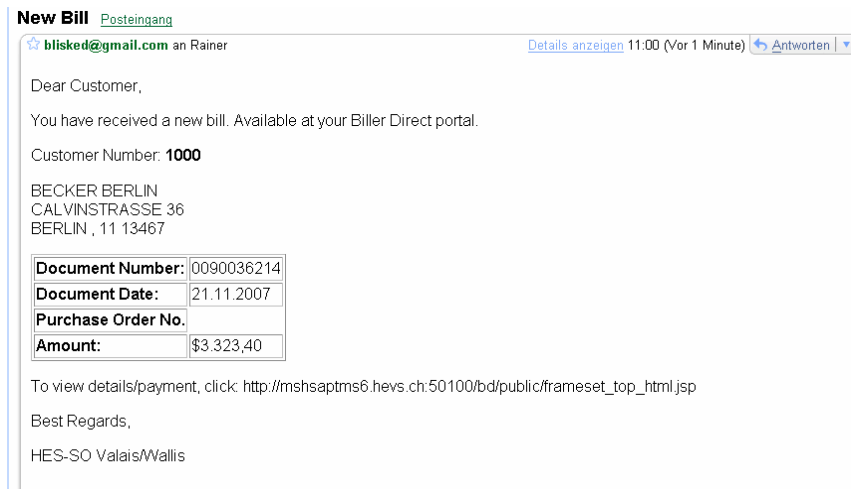 New Bill Posteingang
blisked@gmail.com an Rainer Details anzeigen 11:00 (Vor 1 Minute) Antworten
Dear Customer,
You have received a new bill. Available at your Biller Direct portal.
Customer Number: 1000
BECKER BERLIN
CALVINSTRASSE 36
BERLIN , 11 13467
Document Number: 0090036214
Document Date: 21.11.2007
Purchase Order No.
Amount: $3.323,40
To view details/payment, click: http://mshsaptms6.hevs.ch:50100/bd/public/frameset_top_html.jsp
Best Regards,
HES-SO Valais/Wallis